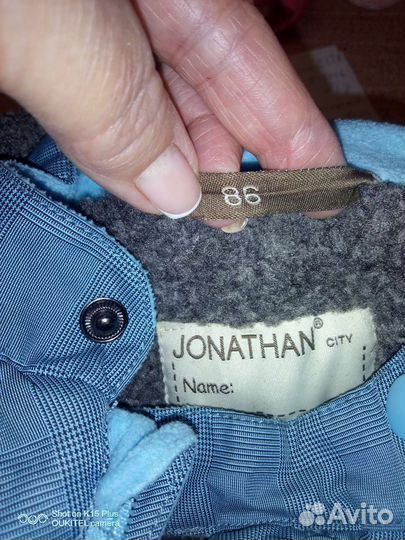 86
JONATHAN® CITY
Name:
Shot on K15 Plus
OUKITEL camera
Avito